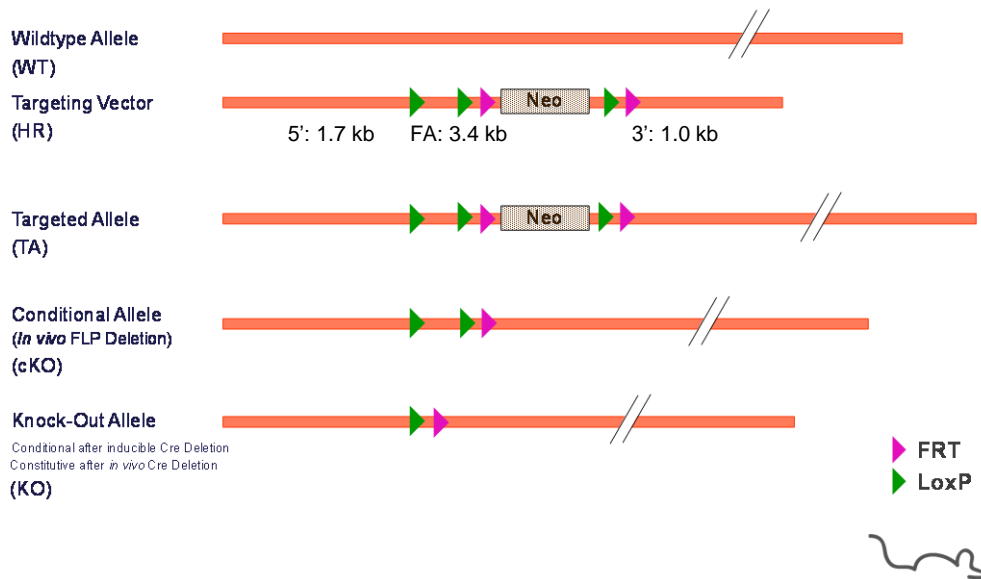 Wildtype Allele
(WT)
Targeting Vector
(HR)
Neo
5': 1.7 kb FA: 3.4 kb 3': 1.0 kb
Targeted Allele
(TA)
Neo
Conditional Allele
(In vivo FLP Deletion)
(cKO)
Knock-Out Allele
Conditional after inducible Cre Deletion
Constitutive after in vivo Cre Deletion
(KO)
FRT
LoxP